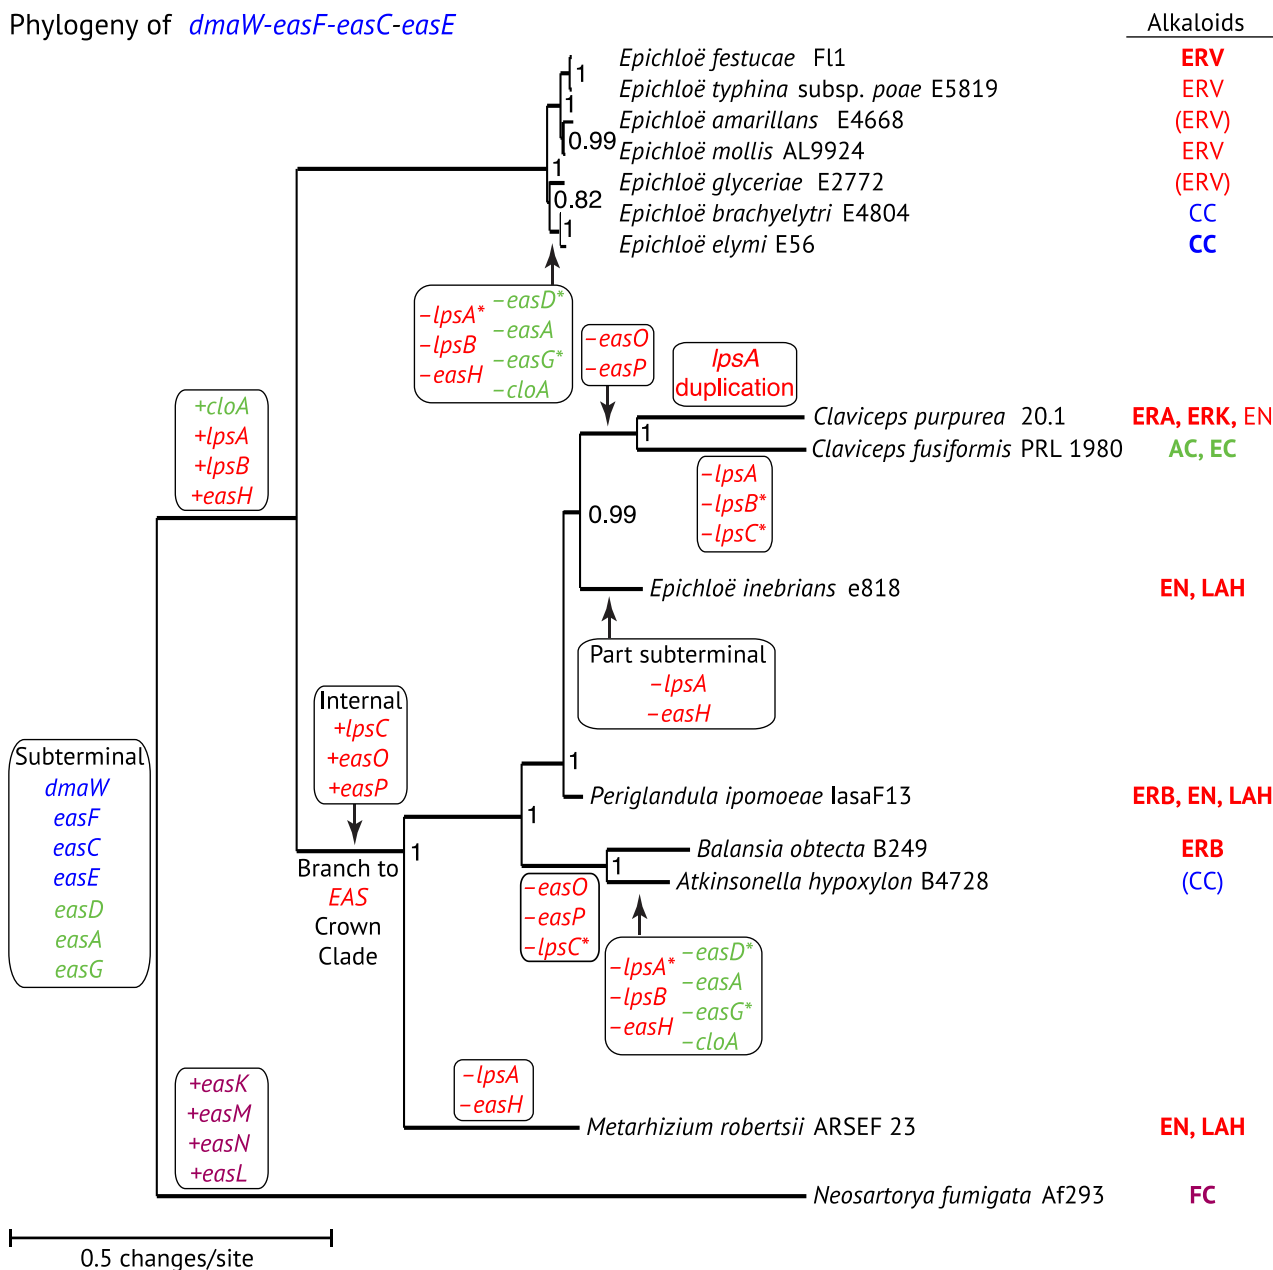 Phylogeny of dmaW-easF-easC-easE
Alkaloids
Epichloë festucae Fl1 ERV
Epichloë typhina subsp. poae E5819 ERV
Epichloë amarillans E4668 (ERV)
Epichloë mollis AL9924 ERV
Epichloë glyceriae E2772 (ERV)
Epichloë brachyelytri E4804 CC
Epichloë elymi E56 CC
1
1
0.99
1
0.82
1
–lpsA*
–lpsB
–easH
–easD*
–easA
–easG*
–cloA
–easO
–easP
lpsA
duplication
+cloA
+lpsA
+lpsB
+easH
Claviceps purpurea 20.1 ERA, ERK, EN
1
Claviceps fusiformis PRL 1980 AC, EC
–lpsA
–lpsB*
–lpsC*
0.99
Epichloë inebrians e818 EN, LAH
Part subterminal
–lpsA
–easH
Internal
+lpsC
+easO
+easP
Subterminal
dmaW
easF
easC
easE
easD
easA
easG
1
Periglandula ipomoeae IasaF13 ERB, EN, LAH
1
Balansia obtecta B249 ERB
1
Atkinsonella hypoxylon B4728 (CC)
1
Branch to
EAS
Crown
Clade
–easO
–easP
–lpsC*
–lpsA*
–lpsB
–easH
–easD*
–easA
–easG*
–cloA
–lpsA
–easH
+easK
+easM
+easN
+easL
Metarhizium robertsii ARSEF 23 EN, LAH
Neosartorya fumigata Af293 FC
0.5 changes/site